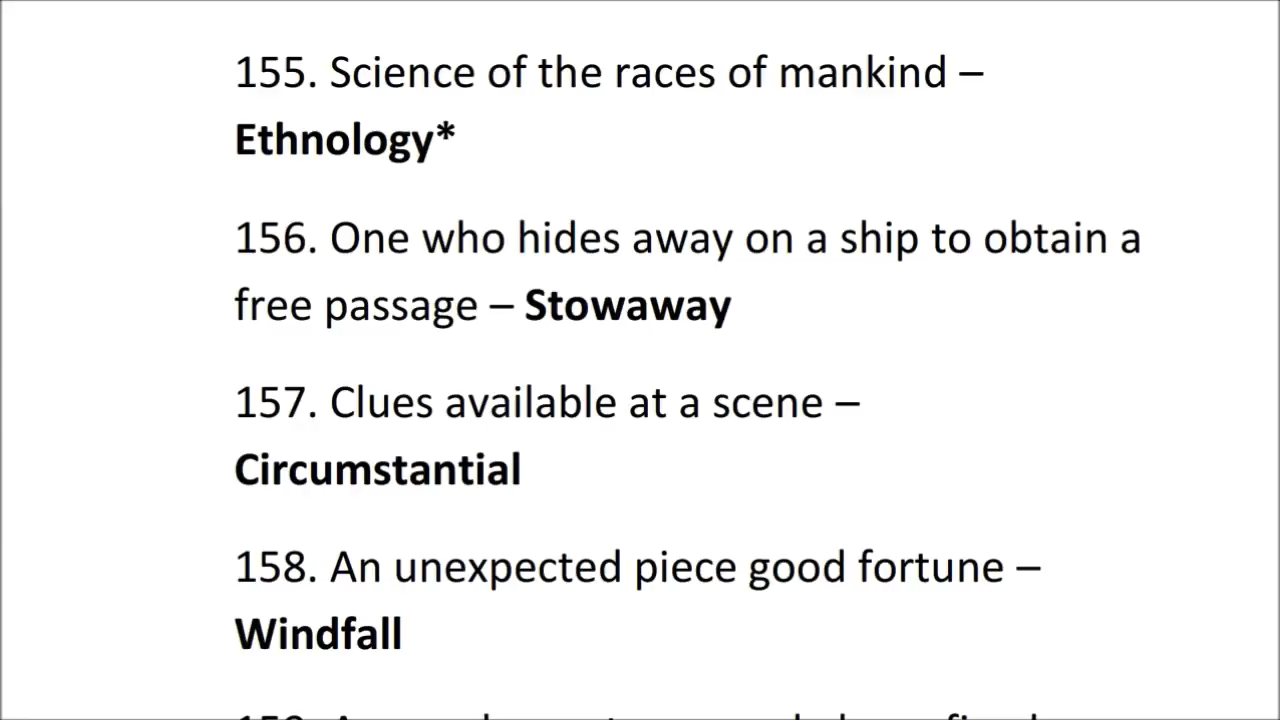 155. Science of the races of mankind –
Ethnology*
156. One who hides away on a ship to obtain a
free passage – Stowaway
157. Clues available at a scene –
Circumstantial
158. An unexpected piece good fortune –
Windfall